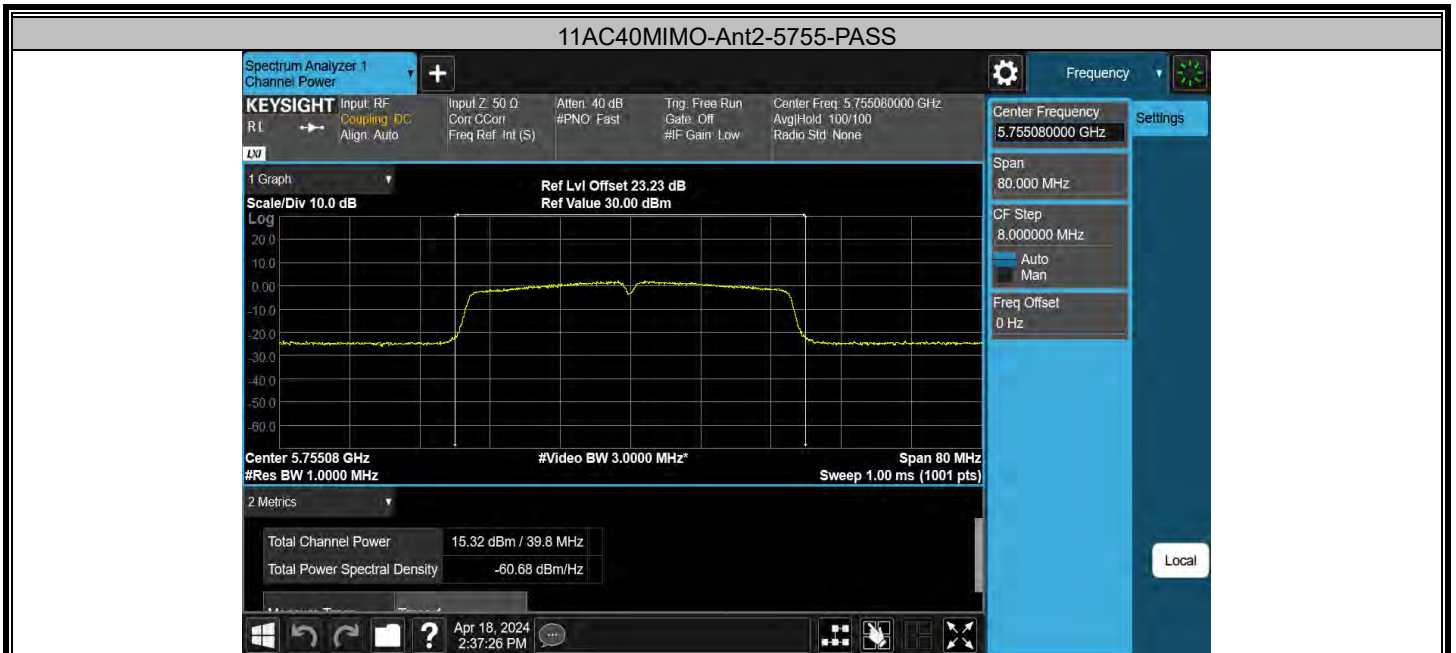 11AC40MIMO-Ant2-5755-PASS
Spectrum Analyzer 1
Channel Power
Frequency
KEYSIGHT
RL
LXI
Input: RF
Coupling: DC
Align: Auto
Input Z: 50 Ω
Corr CCorr
Freq Ref: Int (S)
Atten: 40 dB
#PNO: Fast
Trig: Free Run
Gate: Off
#IF Gain: Low
Center Freq: 5.755080000 GHz
Avg|Hold: 100/100
Radio Std: None
Center Frequency
5.755080000 GHz
Settings
Span
80.000 MHz
CF Step
8.000000 MHz
Auto
Man
Freq Offset
0 Hz
1 Graph
Scale/Div 10.0 dB
Ref Lvl Offset 23.23 dB
Ref Value 30.00 dBm
Log
20.0
10.0
0.00
-10.0
-20.0
-30.0
-40.0
-50.0
-60.0
Center 5.75508 GHz
#Video BW 3.0000 MHz*
Span 80 MHz
#Res BW 1.0000 MHz
Sweep 1.00 ms (1001 pts)
2 Metrics
Total Channel Power 15.32 dBm / 39.8 MHz
Total Power Spectral Density -60.68 dBm/Hz
Local
?
Apr 18, 2024
2:37:26 PM